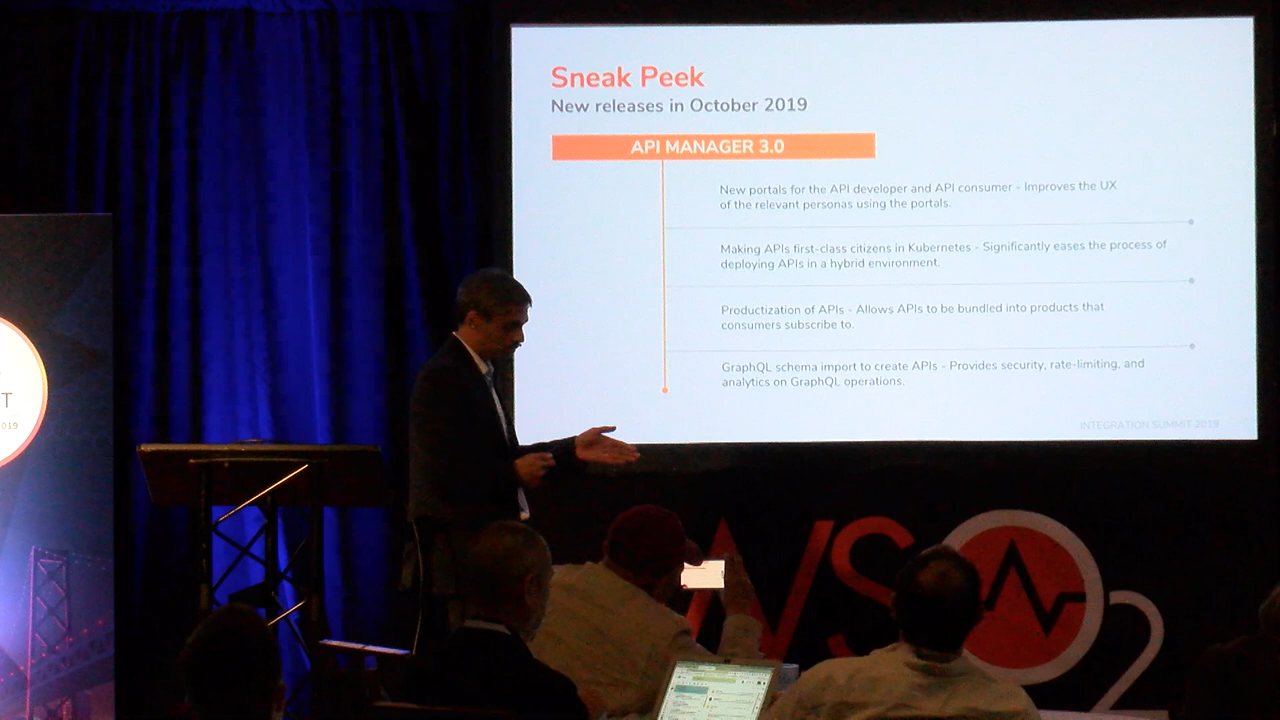 Sneak Peek
New releases in October 2019
API MANAGER 3.0
New portals for the API developer and API consumer - Improves the UX
of the relevant personas using the portals.
Making APIs first-class citizens in Kubernetes - Significantly eases the process of
deploying APIs in a hybrid environment.
Productization of APIs - Allows APIs to be bundled into products that
consumers subscribe to.
GraphQL schema import to create APIs - Provides security, rate-limiting, and
analytics on GraphQL operations.
INTEGRATION SUMMIT 2019
T
2019
WSO2